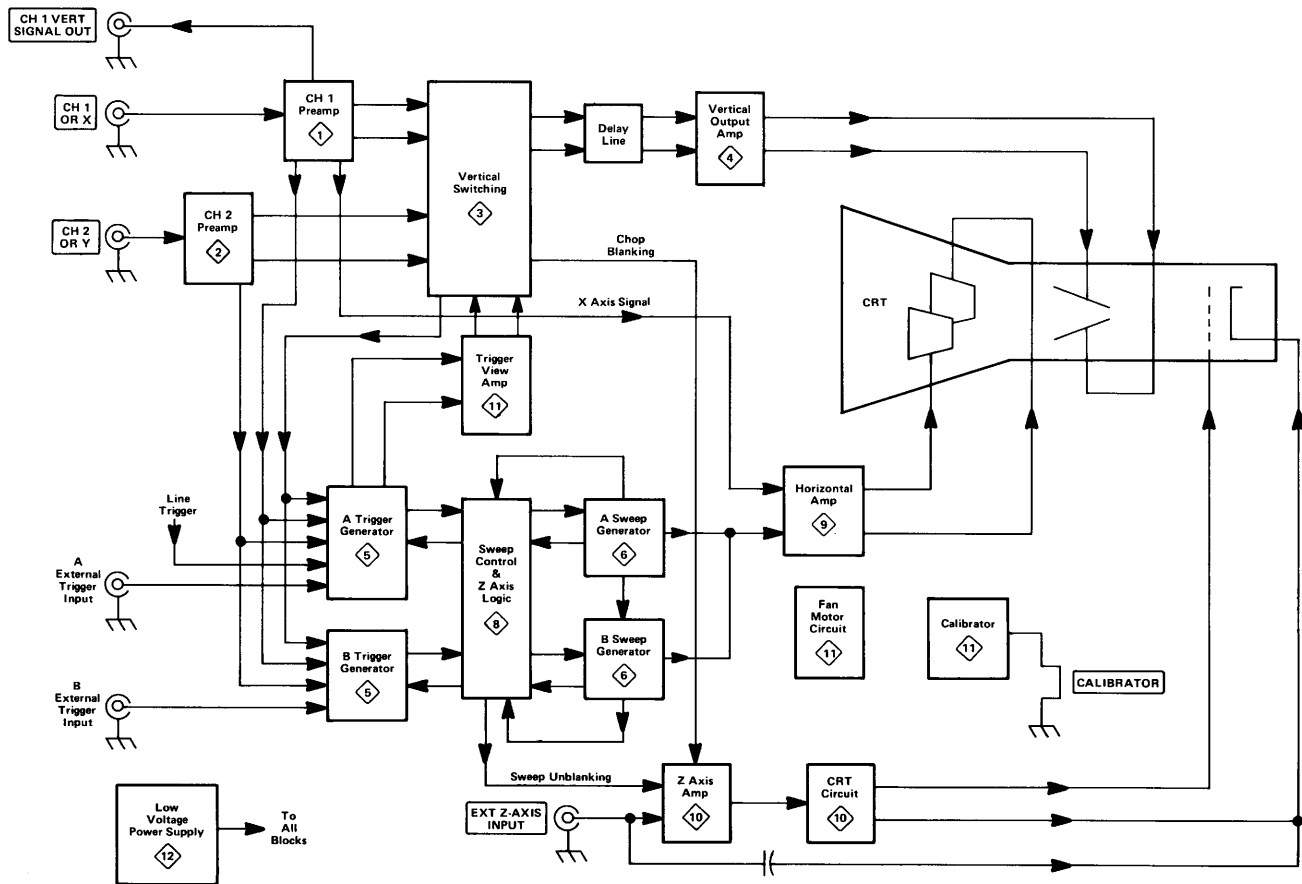 CH 1 VERT
SIGNAL OUT
CH 1
OR X
CH 1
Preamp
1
Vertical
Switching
3
Delay
Line
Vertical
Output
Amp
4
CH 2
OR Y
CH 2
Preamp
2
Chop
Blanking
X Axis Signal
CRT
Trigger
View
Amp
11
Line
Trigger
A
External
Trigger
Input
A Trigger
Generator
5
Sweep
Control
&
Z Axis
Logic
8
A Sweep
Generator
6
Horizontal
Amp
9
B
External
Trigger
Input
B Trigger
Generator
5
B Sweep
Generator
6
Fan
Motor
Circuit
11
Calibrator
11
CALIBRATOR
Sweep Unblanking
EXT Z-AXIS
INPUT
Z Axis
Amp
10
CRT
Circuit
10
Low
Voltage
Power Supply
12
To
All
Blocks